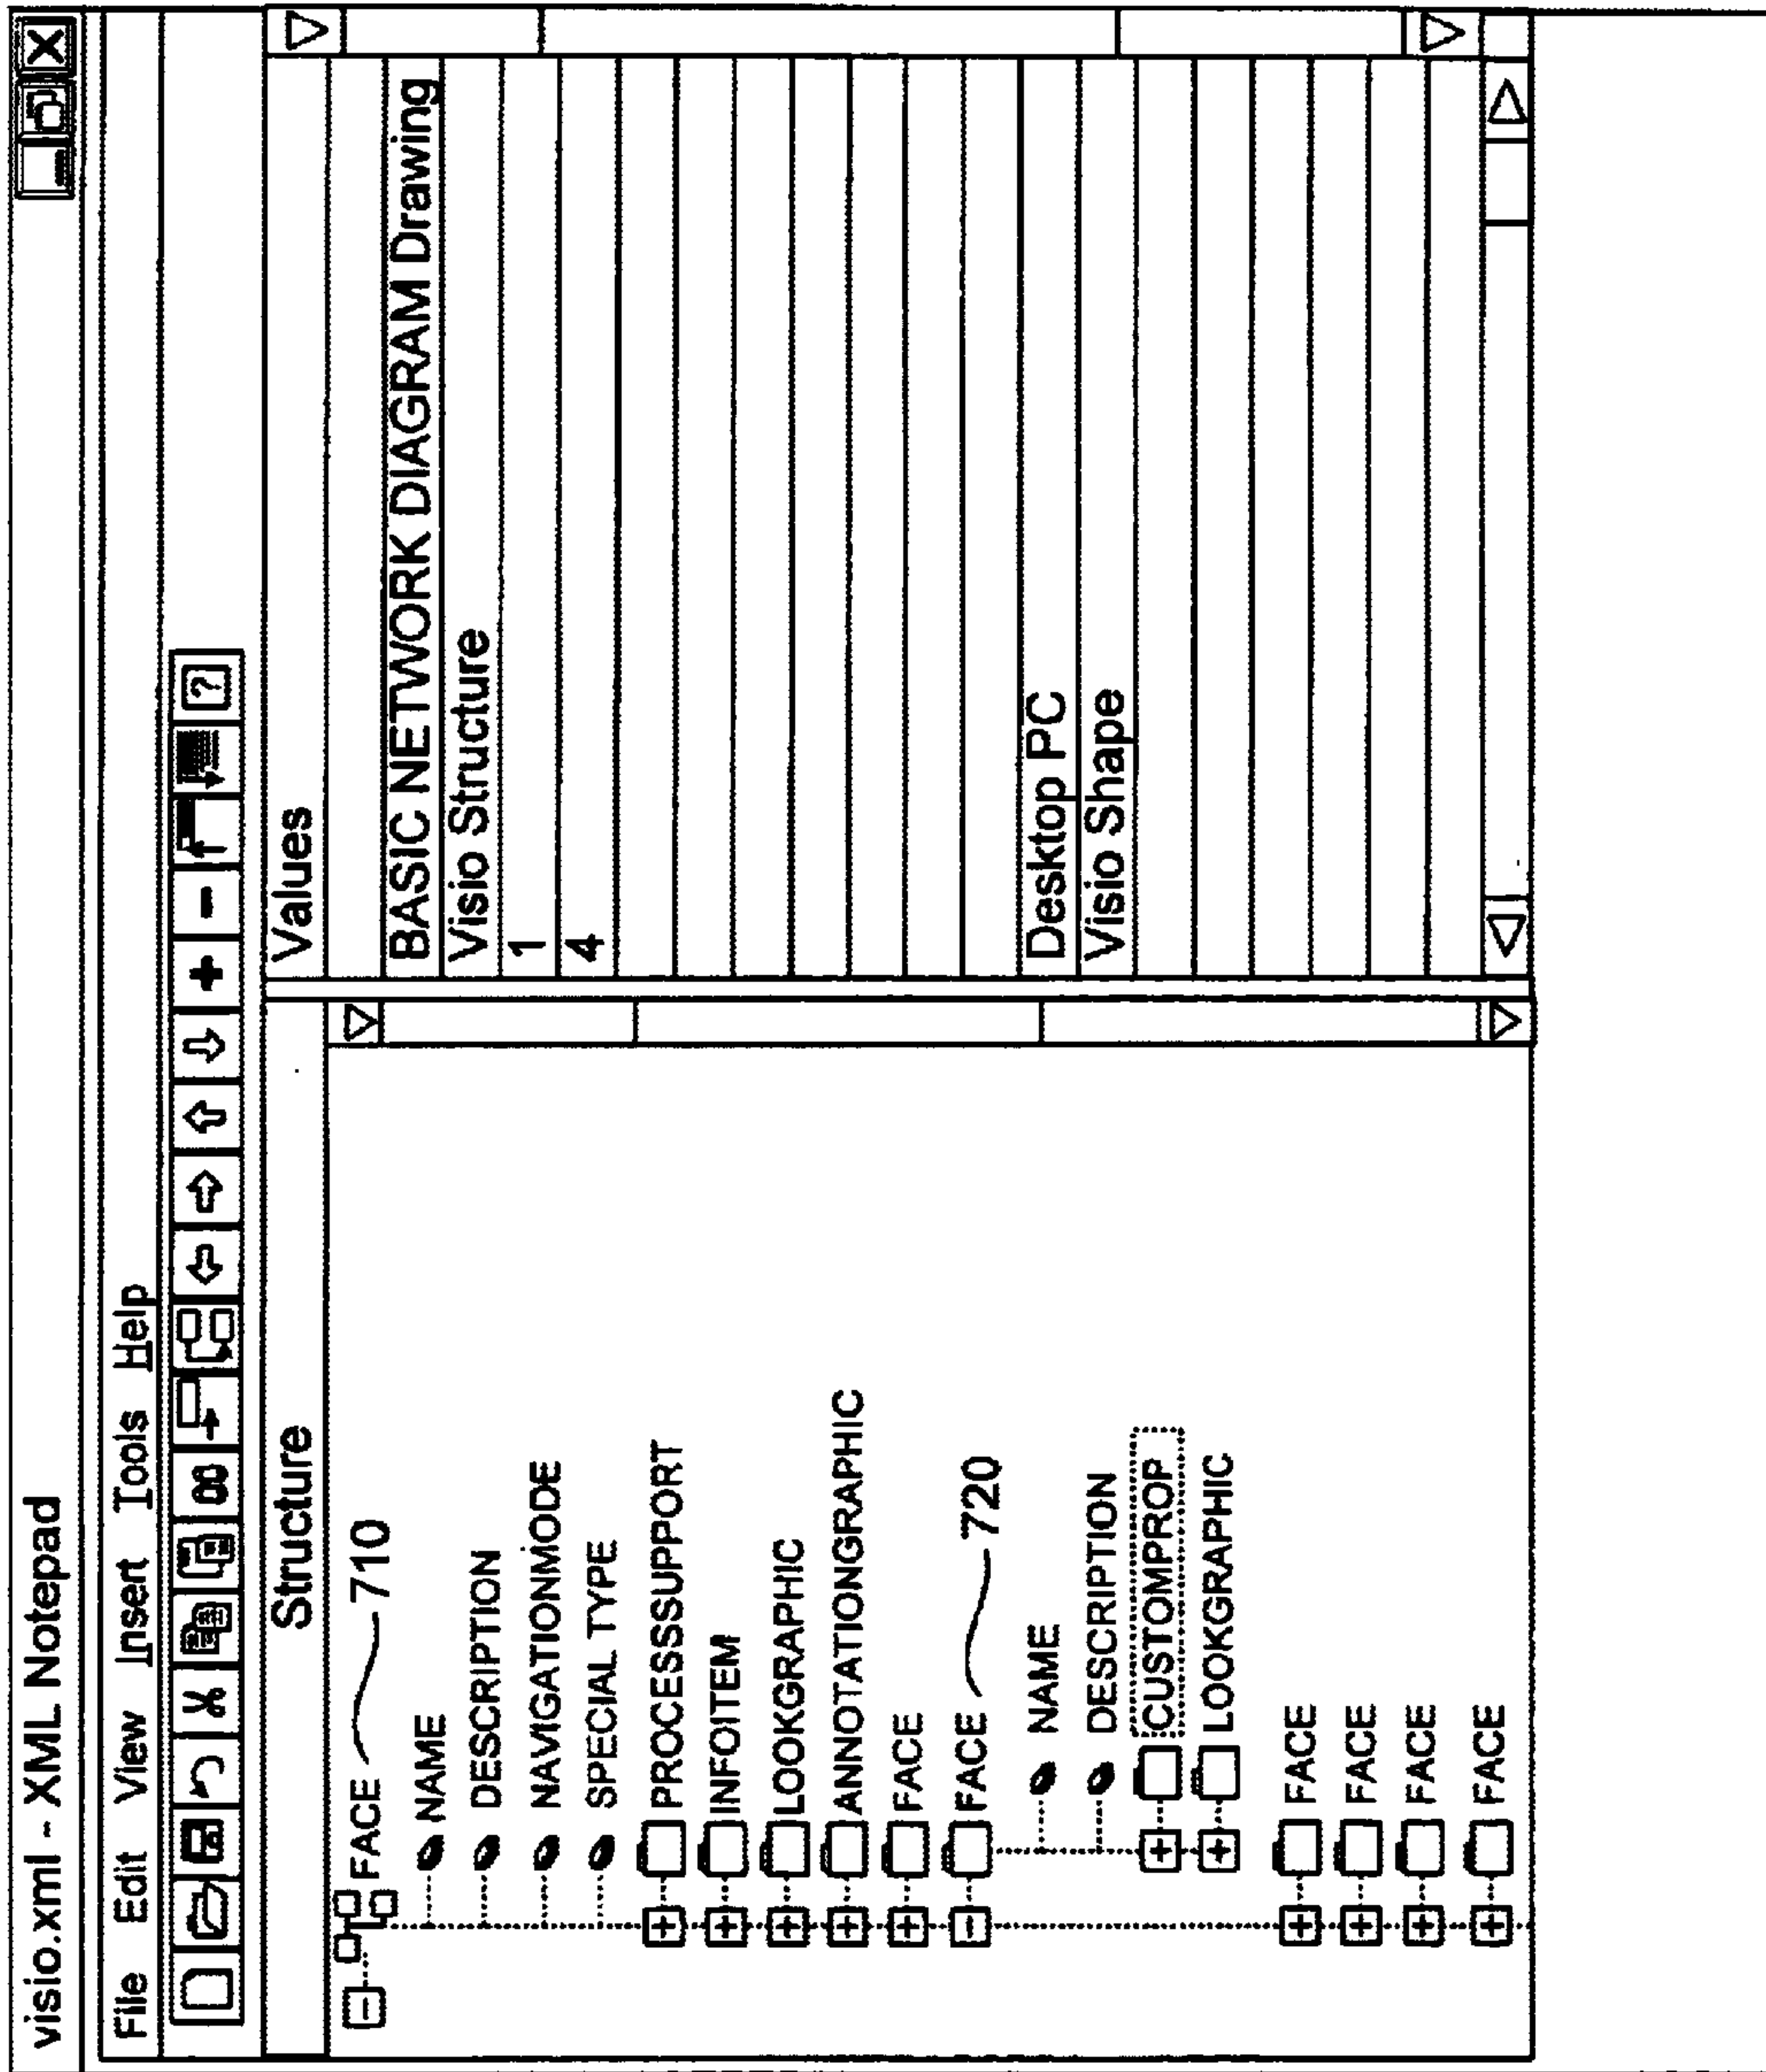 visio.xml - XML Notepad
File Edit View Insert Tools Help
Structure
FACE 710
NAME
DESCRIPTION
NAVIGATIONMODE
SPECIAL TYPE
PROCESSSUPPORT
INFOITEM
LOOKGRAPHIC
ANNOTATIONGRAPHIC
FACE
FACE 720
NAME
DESCRIPTION
CUSTOMPROP
LOOKGRAPHIC
FACE
FACE
FACE
FACE
Values
BASIC NETWORK DIAGRAM Drawing
Visio Structure
1
4
Desktop PC
Visio Shape